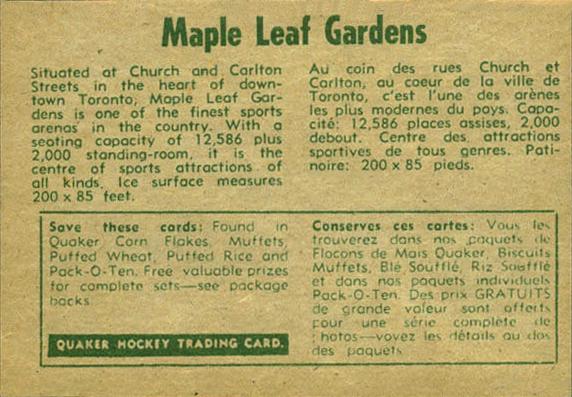 Maple Leaf Gardens
Situated at Church and Carlton
Streets in the heart of down-
town Toronto, Maple Leaf Gar-
dens is one of the finest sports
arenas in the country. With a
seating capacity of 12,586 plus
2,000 standing-room, it is the
centre of sports attractions of
all kinds. Ice surface measures
200 x 85 feet.
Au coin des rues Church et
Carlton, au coeur de la ville de
Toronto, c'est l'une des arènes
les plus modernes du pays. Capa-
cité: 12,586 places assises, 2,000
debout. Centre des attractions
sportives de tous genres. Pati-
noire: 200 x 85 pieds.
Save these cards: Found in
Quaker Corn Flakes, Muffets,
Puffed Wheat, Puffed Rice and
Pack-O-Ten. Free valuable prizes
for complete sets—see package
backs
QUAKER HOCKEY TRADING CARD.
Conserves ces cartes: Vous les
trouverez dans nos paquets de
Flocons de Maïs Quaker, Biscuits
Muffets, Blé Soufflé, Riz Soufflé
et dans nos paquets individuels
Pack-O-Ten. Des prix GRATUITS
de grande valeur sont offerts
pour une série complète de
photos—voyez les détails au dos
des paquets